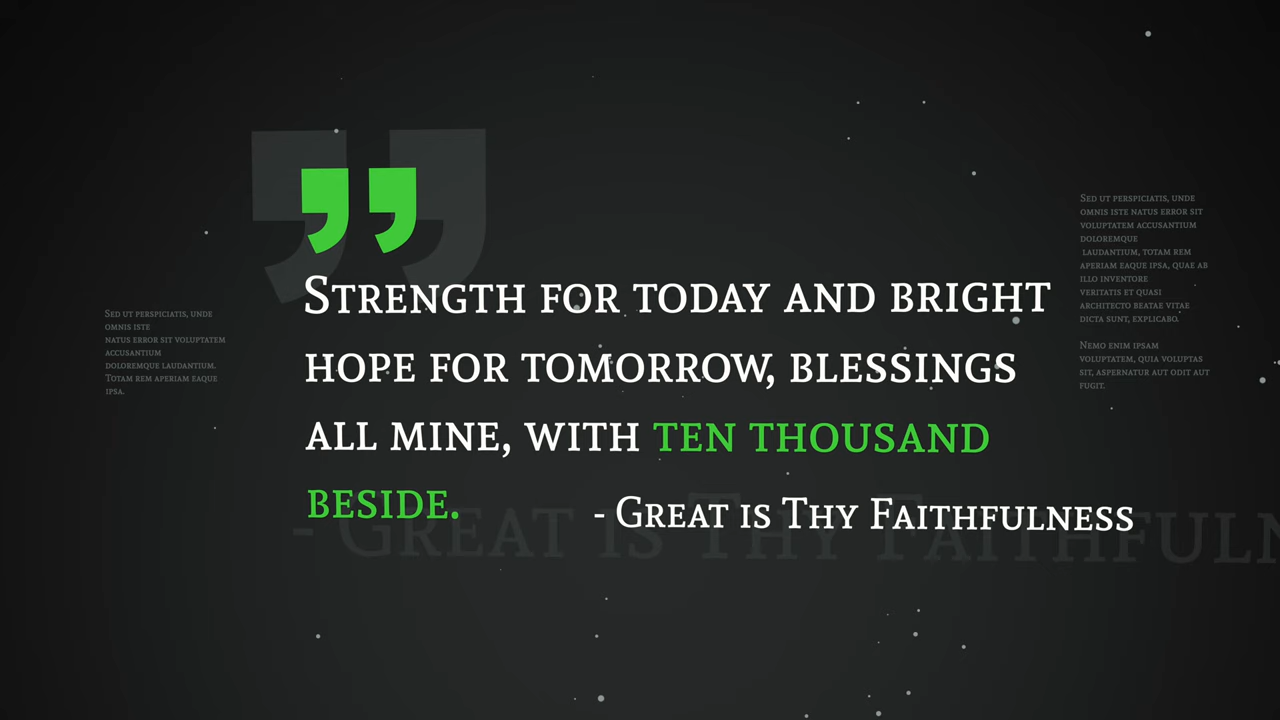 ”
Strength for today and bright
hope for tomorrow, blessings
all mine, with ten thousand
beside.
- Great is Thy Faithfulness
- Great is Thy Faithfuln
Sed ut perspiciatis, unde
omnis iste
natus error sit voluptatem
accusantium
doloremque laudantium.
Totam rem aperiam eaque
ipsa.
Sed ut perspiciatis, unde
omnis iste natus error sit
voluptatem accusantium
doloremque
laudantium, totam rem
aperiam eaque ipsa, quae ab
illo inventore
veritatis et quasi
architecto beatae vitae
dicta sunt, explicabo.
Nemo enim ipsam
voluptatem, quia voluptas
sit, aspernatur aut odit aut
fugit.